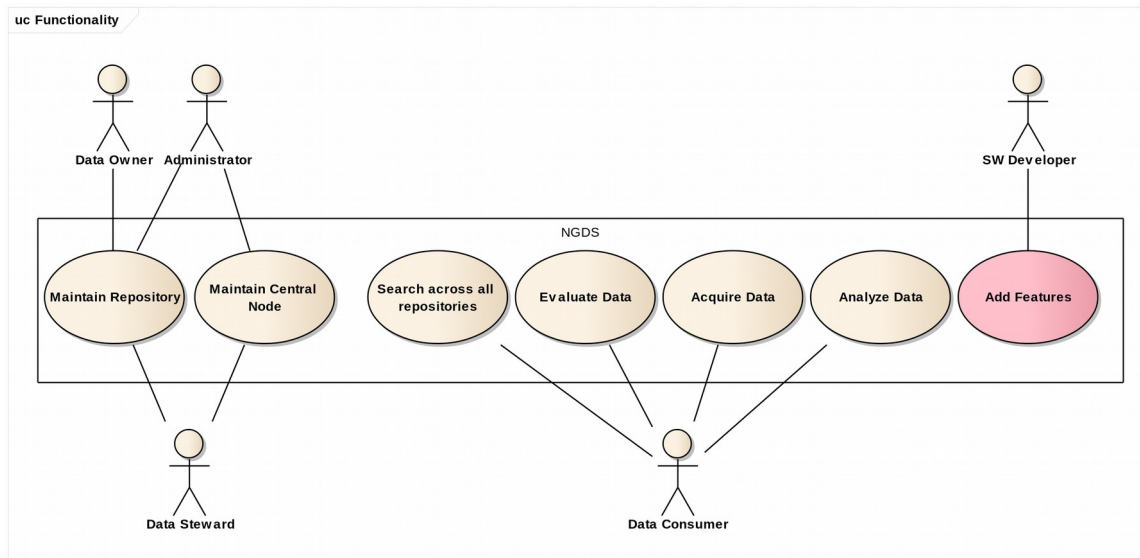 uc Functionality
Data Owner
Administrator
SW Developer
NGDS
Maintain Repository
Maintain Central
Node
Search across all
repositories
Evaluate Data
Acquire Data
Analyze Data
Add Features
Data Steward
Data Consumer